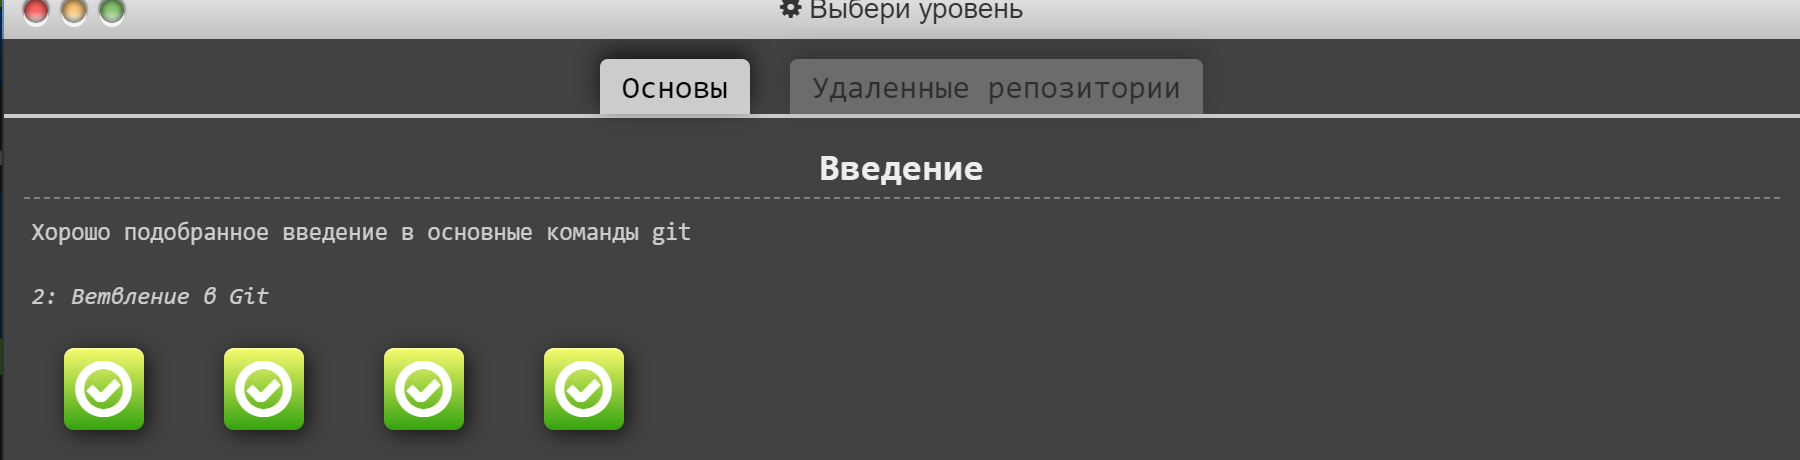 Выбери уровень
Основы
Удаленные репозитории
Введение
Хорошо подобранное введение в основные команды git
2: Ветвление в Git